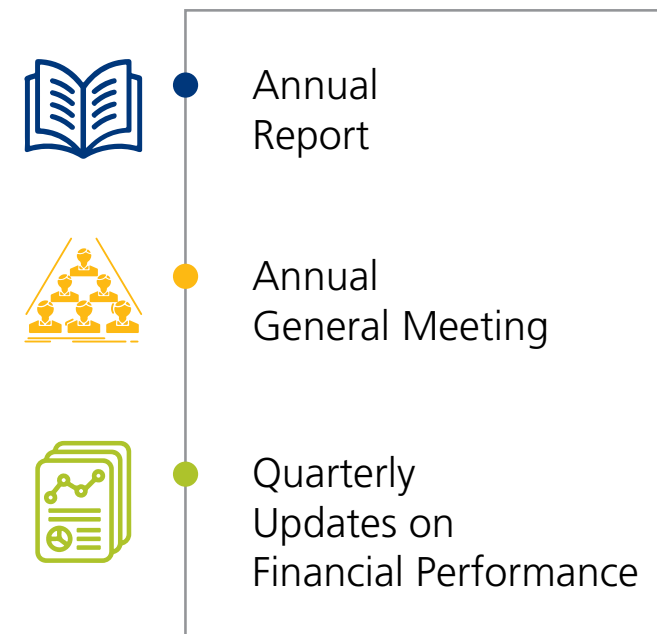 Annual
Report
Annual
General Meeting
Quarterly
Updates on
Financial Performance